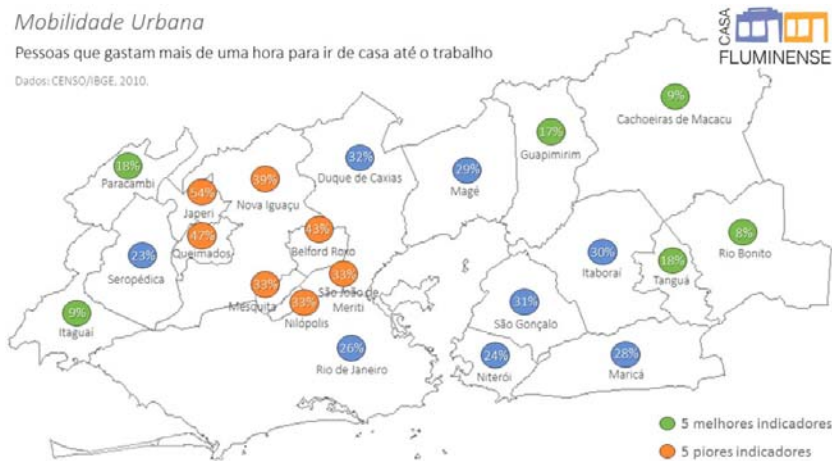 Mobilidade Urbana
Pessoas que gastam mais de uma hora para ir de casa até o trabalho
Dados: CENSO/IBGE, 2010.
CASA
FLUMINENSE
9%
Cachoeiras de Macacu
17%
Guapimirim
32%
Duque de Caxias
29%
Magé
18%
Paracambi
39%
Nova Iguaçu
54%
Japeri
47%
Queimados
43%
Belford Roxo
23%
Seropédica
33%
Mesquita
33%
Nilópolis
33%
São João de
Meriti
9%
Itaguaí
26%
Rio de Janeiro
30%
Itaboraí
18%
Tanguá
8%
Rio Bonito
31%
São Gonçalo
24%
Niterói
28%
Maricá
5 melhores indicadores
5 piores indicadores